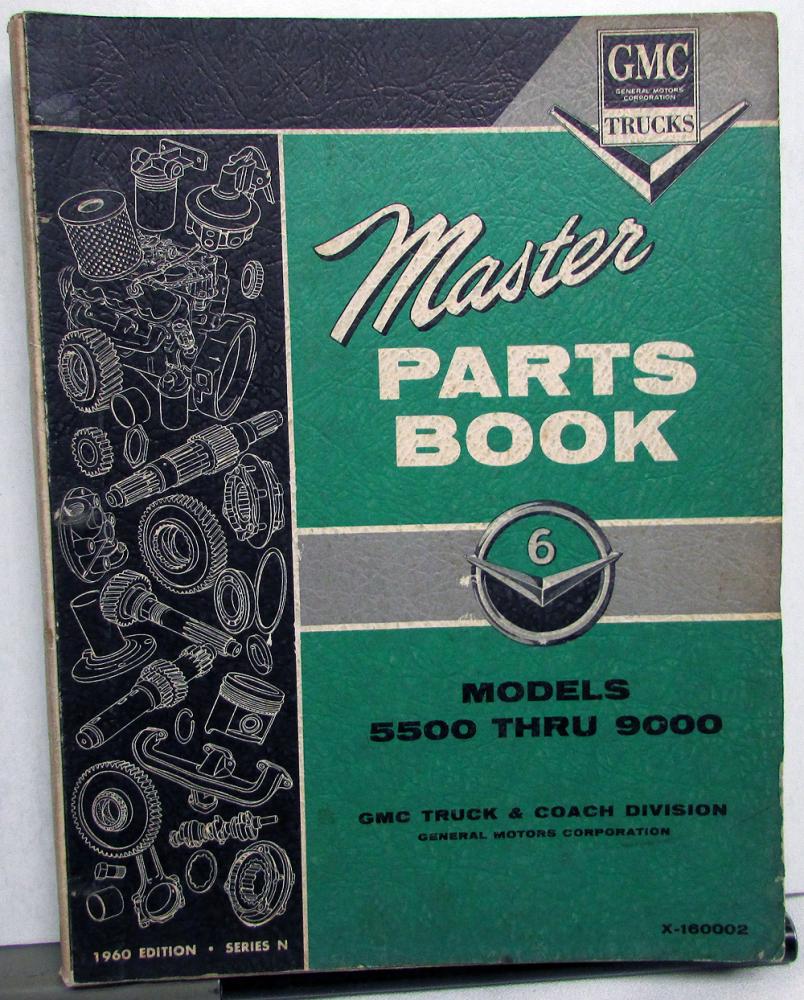 GMC
GENERAL MOTORS
CORPORATION
TRUCKS
Master
PARTS
BOOK
6
MODELS
5500 THRU 9000
GMC TRUCK & COACH DIVISION
GENERAL MOTORS CORPORATION
X-160002
1960 EDITION • SERIES N